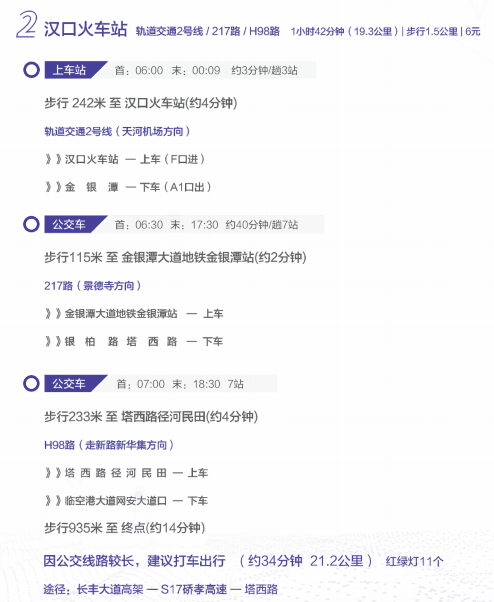 2 汉口火车站 轨道交通2号线 / 217路 / H98路 1小时42分钟（19.3公里）| 步行1.5公里 | 6元
上车站 首：06:00 末：00:09 约3分钟/趟3站
步行 242米 至 汉口火车站(约4分钟)
轨道交通2号线（天河机场方向）
》》汉口火车站 — 上车（F口进）
》》金 银 潭 — 下车（A1口出）
公交车 首：06:30 末：17:30 约40分钟/趟7站
步行115米 至 金银潭大道地铁金银潭站(约2分钟)
217路（景德寺方向）
》》金银潭大道地铁金银潭站 — 上车
》》银 柏 路 塔 西 路 — 下车
公交车 首：07:00 末：18:30 7站
步行233米 至 塔西路径河民田(约4分钟)
H98路（走新路新华集方向）
》》塔 西 路 径 河 民 田 — 上车
》》临空港大道网安大道口 — 下车
步行935米 至 终点(约14分钟)
因公交线路较长，建议打车出行 （约34分钟 21.2公里） 红绿灯11个
途径：长丰大道高架 — S17硚孝高速 — 塔西路